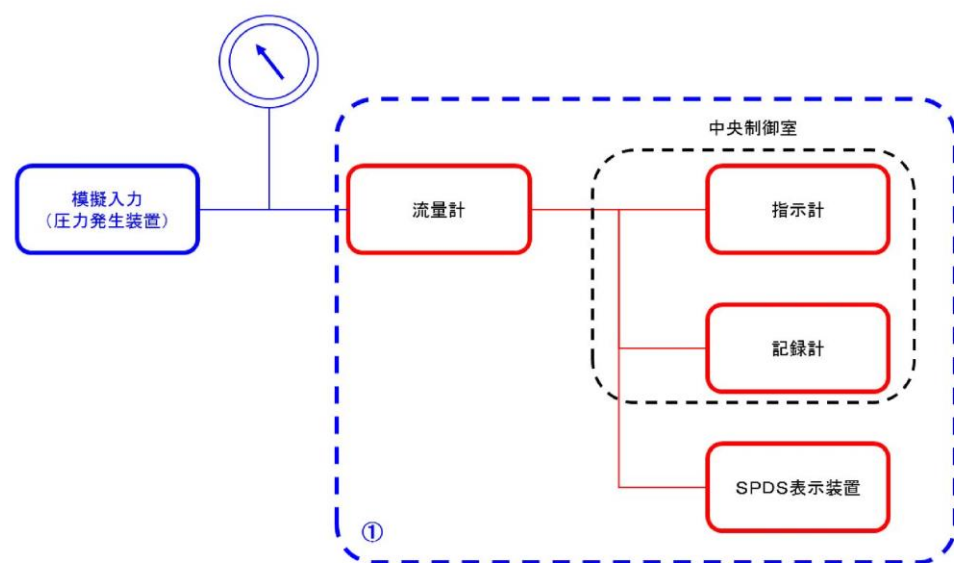 中央制御室
模擬入力
（圧力発生装置）
流量計
指示計
記録計
SPDS表示装置
①